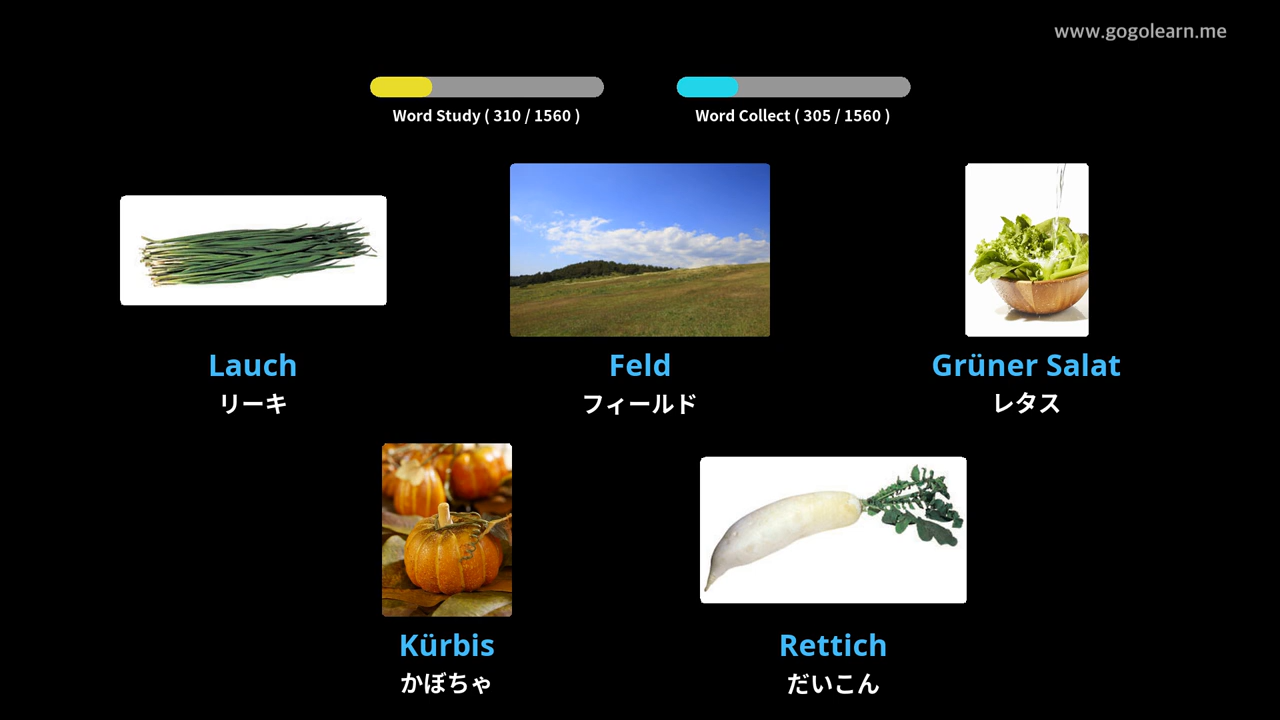 www.gogolearn.me
Word Study ( 310 / 1560 )
Word Collect ( 305 / 1560 )
Lauch
リーキ
Feld
フィールド
Grüner Salat
レタス
Kürbis
かぼちゃ
Rettich
だいこん